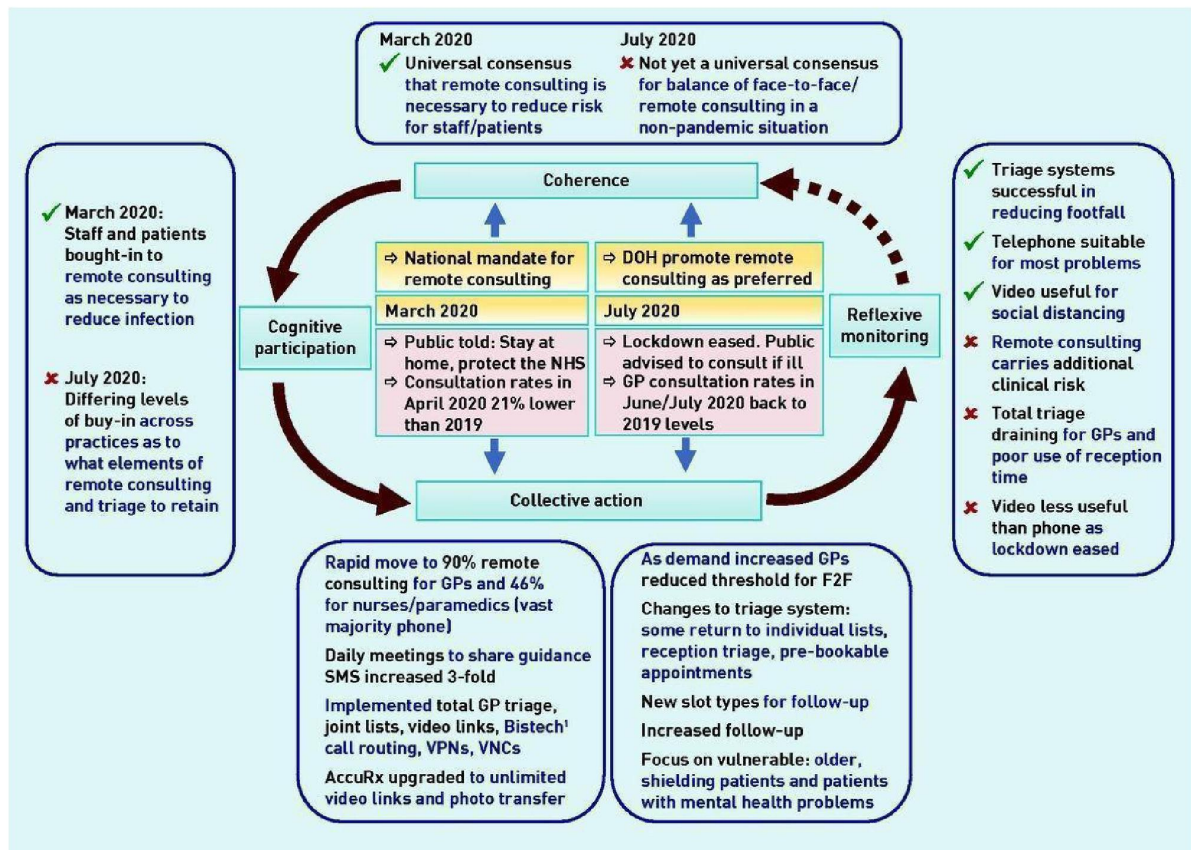 March 2020
✓ Universal consensus
that remote consulting is
necessary to reduce risk
for staff/patients
July 2020
✗ Not yet a universal consensus
for balance of face-to-face/
remote consulting in a
non-pandemic situation
Coherence
✓ March 2020:
Staff and patients
bought-in to
remote consulting
as necessary to
reduce infection
✗ July 2020:
Differing levels
of buy-in across
practices as to
what elements of
remote consulting
and triage to retain
Cognitive
participation
⇨ National mandate for
remote consulting
March 2020
⇨ Public told: Stay at
home, protect the NHS
⇨ Consultation rates in
April 2020 21% lower
than 2019
⇨ DOH promote remote
consulting as preferred
July 2020
⇨ Lockdown eased. Public
advised to consult if ill
⇨ GP consultation rates in
June/July 2020 back to
2019 levels
Reflexive
monitoring
✓ Triage systems
successful in
reducing footfall
✓ Telephone suitable
for most problems
✓ Video useful for
social distancing
✗ Remote consulting
carries additional
clinical risk
✗ Total triage
draining for GPs and
poor use of reception
time
✗ Video less useful
than phone as
lockdown eased
Collective action
Rapid move to 90% remote
consulting for GPs and 46%
for nurses/paramedics (vast
majority phone)
Daily meetings to share guidance
SMS increased 3-fold
Implemented total GP triage,
joint lists, video links, Bistech¹
call routing, VPNs, VNCs
AccuRx upgraded to unlimited
video links and photo transfer
As demand increased GPs
reduced threshold for F2F
Changes to triage system:
some return to individual lists,
reception triage, pre-bookable
appointments
New slot types for follow-up
Increased follow-up
Focus on vulnerable: older,
shielding patients and patients
with mental health problems